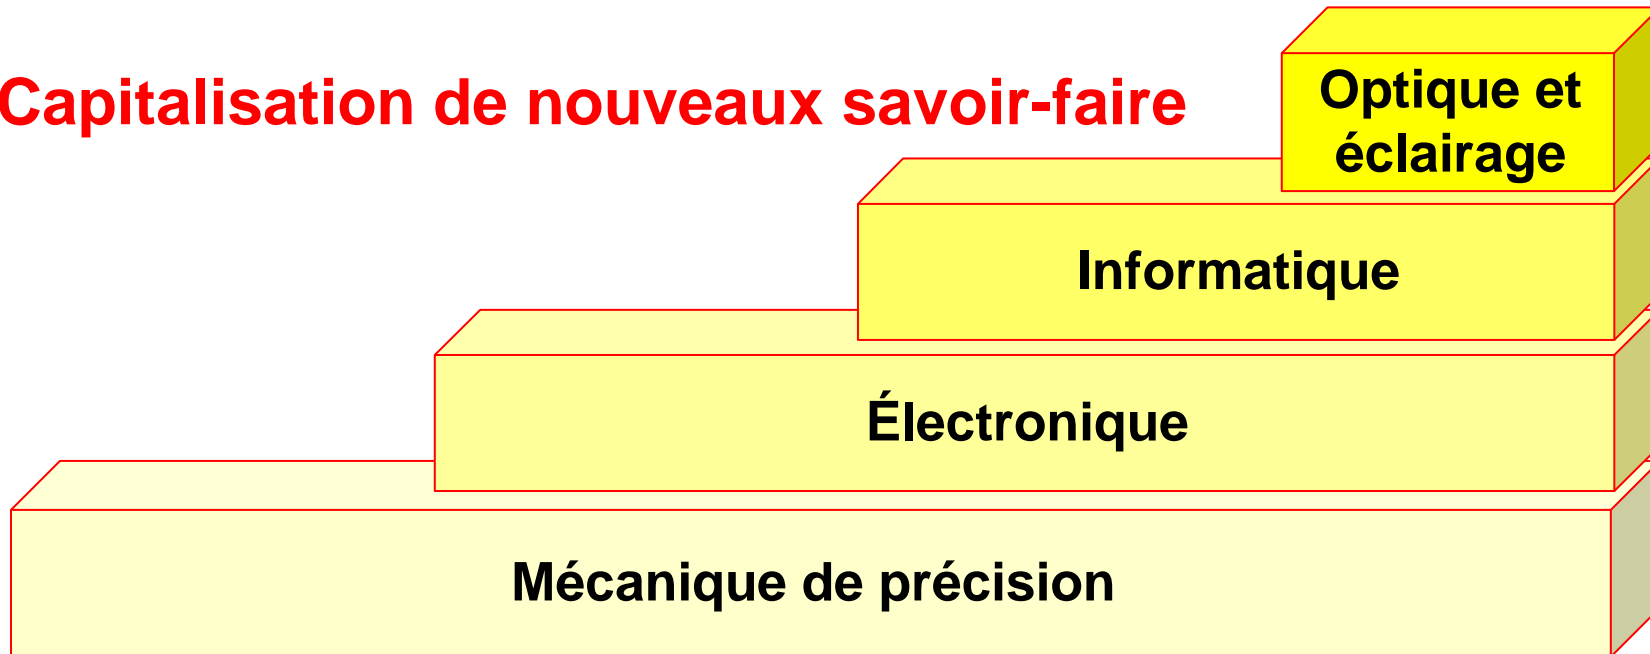 Capitalisation de nouveaux savoir-faire
Optique et
éclairage
Informatique
Électronique
Mécanique de précision